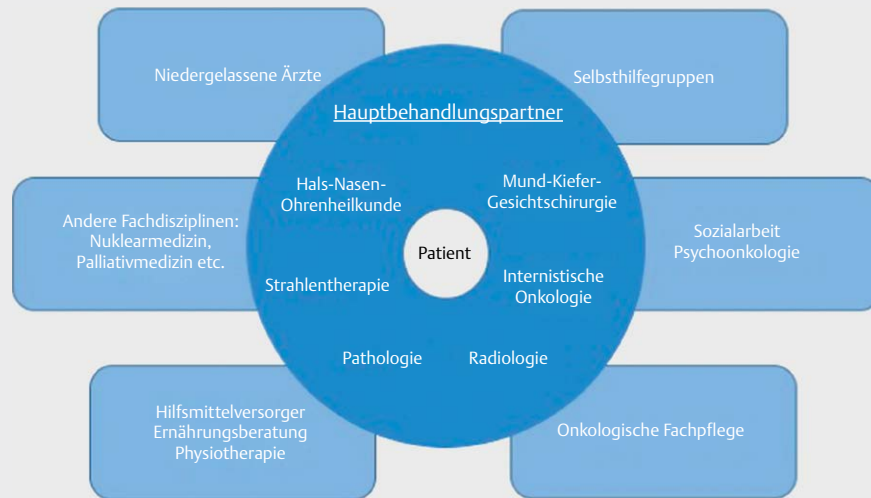 Niedergelassene Ärzte
Selbsthilfegruppen
Hauptbehandlungspartner
Hals-Nasen-
Ohrenheilkunde
Mund-Kiefer-
Gesichtschirurgie
Andere Fachdisziplinen:
Nuklearmedizin,
Palliativmedizin etc.
Patient
Sozialarbeit
Psychoonkologie
Strahlentherapie
Internistische
Onkologie
Pathologie
Radiologie
Hilfsmittelversorger
Ernährungsberatung
Physiotherapie
Onkologische Fachpflege